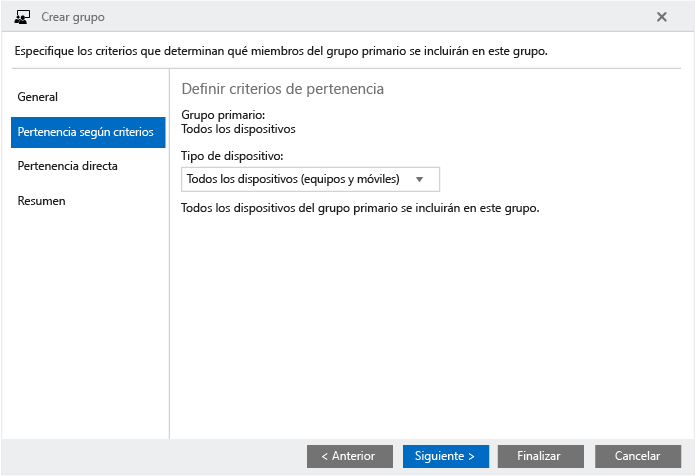 Crear grupo
Especifique los criterios que determinan qué miembros del grupo primario se incluirán en este grupo.
General
Pertenencia según criterios
Pertenencia directa
Resumen
Definir criterios de pertenencia
Grupo primario:
Todos los dispositivos
Tipo de dispositivo:
Todos los dispositivos (equipos y móviles)
Todos los dispositivos del grupo primario se incluirán en este grupo.
< Anterior
Siguiente >
Finalizar
Cancelar